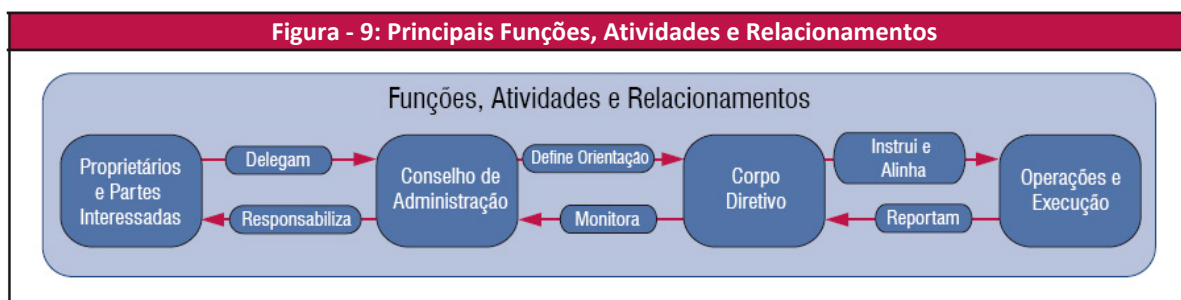 Figura - 9: Principais Funções, Atividades e Relacionamentos
Funções, Atividades e Relacionamentos
Proprietários
e Partes
Interessadas
Delegam
Responsabiliza
Conselho de
Administração
Define Orientação
Monitora
Corpo
Diretivo
Instrui e
Alinha
Reportam
Operações e
Execução